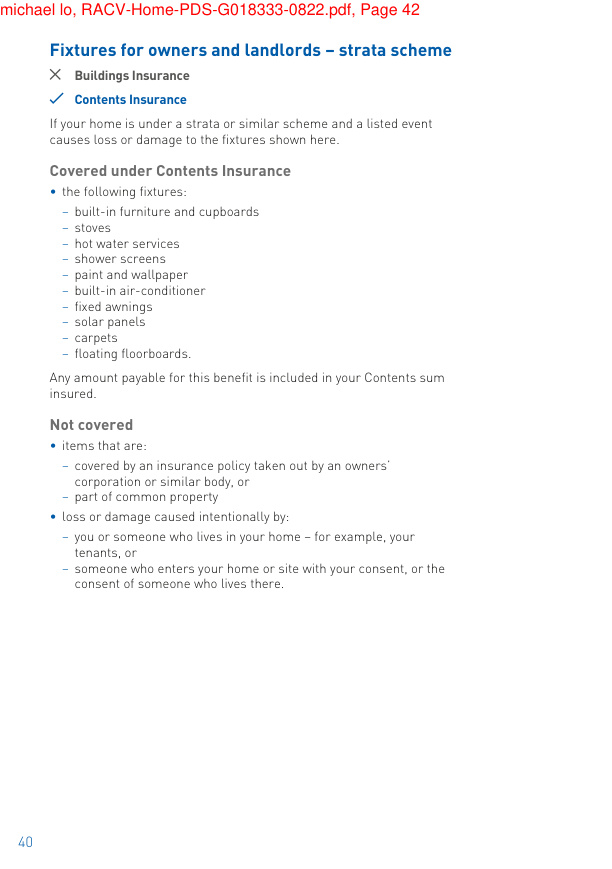 michael lo, RACV-Home-PDS-G018333-0822.pdf, Page 42
Fixtures for owners and landlords – strata scheme
Buildings Insurance
Contents Insurance
If your home is under a strata or similar scheme and a listed event
causes loss or damage to the fixtures shown here.
Covered under Contents Insurance
• the following fixtures:
– built-in furniture and cupboards
– stoves
– hot water services
– shower screens
– paint and wallpaper
– built-in air-conditioner
– fixed awnings
– solar panels
– carpets
– floating floorboards.
Any amount payable for this benefit is included in your Contents sum
insured.
Not covered
• items that are:
– covered by an insurance policy taken out by an owners'
corporation or similar body, or
– part of common property
• loss or damage caused intentionally by:
– you or someone who lives in your home – for example, your
tenants, or
– someone who enters your home or site with your consent, or the
consent of someone who lives there.
40